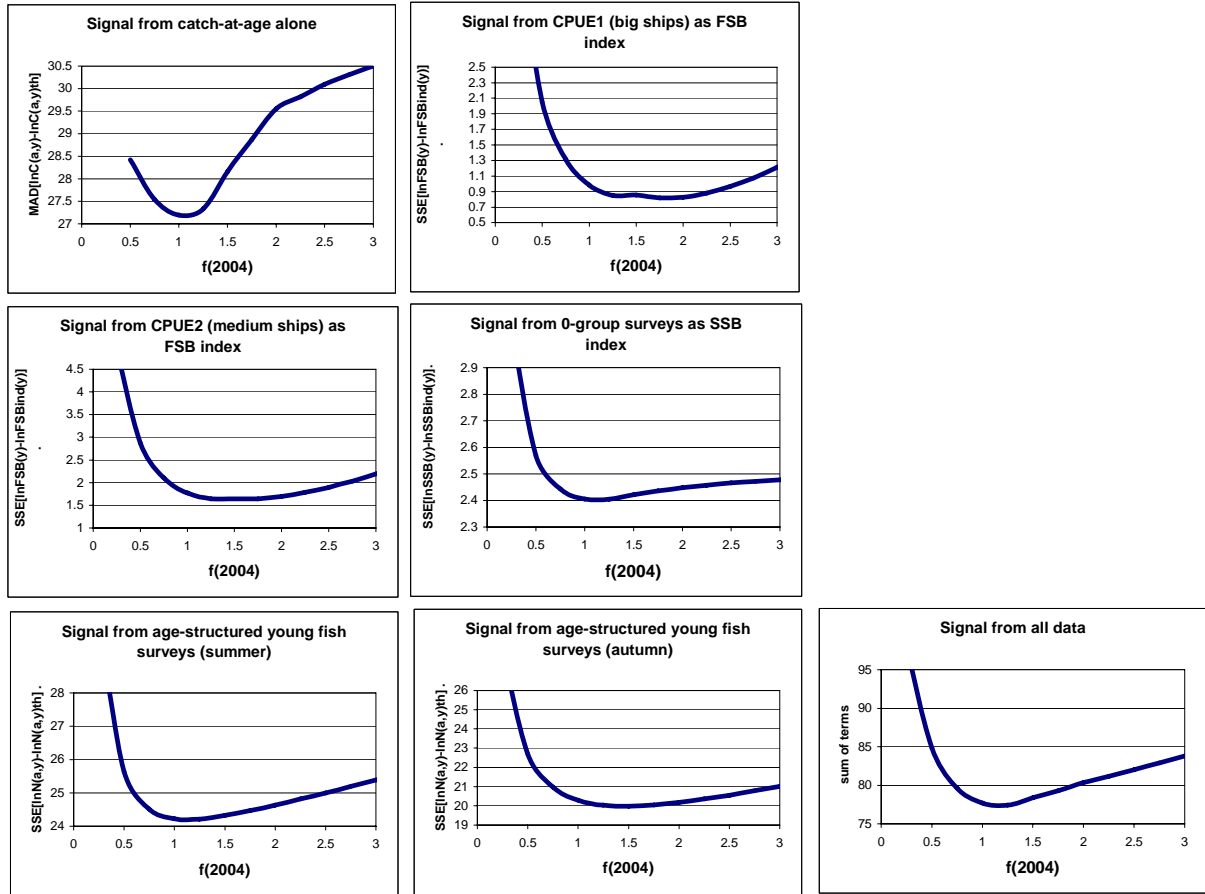 Signal from catch-at-age alone
MAD[lnC(a,y)-lnC(a,y)th]
30.5
30
29.5
29
28.5
28
27.5
27
0 0.5 1 1.5 2 2.5 3
f(2004)
Signal from CPUE1 (big ships) as FSB
index
SSE[lnFSB(y)-lnFSBind(y)]
.
2.5
2.3
2.1
1.9
1.7
1.5
1.3
1.1
0.9
0.7
0.5
0 0.5 1 1.5 2 2.5 3
f(2004)
Signal from CPUE2 (medium ships) as
FSB index
SSE[lnFSB(y)-lnFSBind(y)]
.
4.5
4
3.5
3
2.5
2
1.5
1
0 0.5 1 1.5 2 2.5 3
f(2004)
Signal from 0-group surveys as SSB
index
SSE[lnSSB(y)-lnSSBind(y)].
2.9
2.8
2.7
2.6
2.5
2.4
2.3
0 0.5 1 1.5 2 2.5 3
f(2004)
Signal from age-structured young fish
surveys (summer)
SSE[lnN(a,y)-lnN(a,y)th] .
28
27
26
25
24
0 0.5 1 1.5 2 2.5 3
f(2004)
Signal from age-structured young fish
surveys (autumn)
SSE[lnN(a,y)-lnN(a,y)th] .
26
25
24
23
22
21
20
19
0 0.5 1 1.5 2 2.5 3
f(2004)
Signal from all data
sum of terms
95
90
85
80
75
0 0.5 1 1.5 2 2.5 3
f(2004)